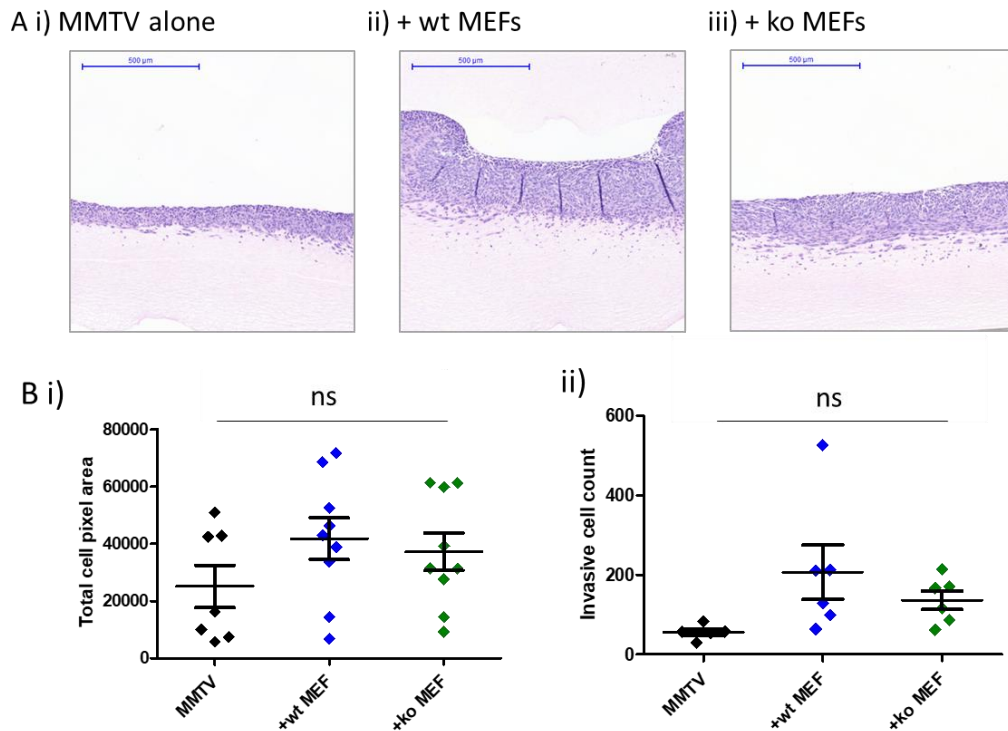 A i) MMTV alone
ii) + wt MEFs
iii) + ko MEFs
500 µm
500 µm
500 µm
B i)
ns
Total cell pixel area
80000
60000
40000
20000
0
MMTV
+wt MEF
+ko MEF
ii)
ns
Invasive cell count
600
400
200
0
MMTV
+wt MEF
+ko MEF